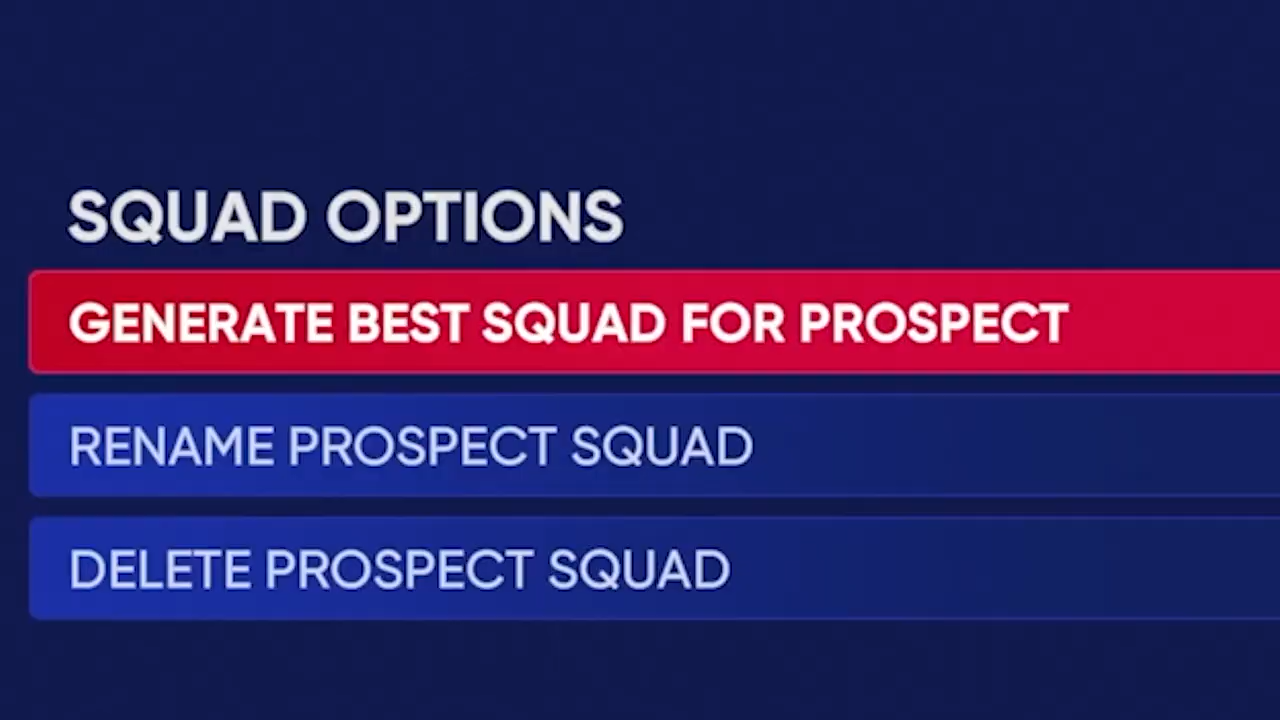 SQUAD OPTIONS
GENERATE BEST SQUAD FOR PROSPECT
RENAME PROSPECT SQUAD
DELETE PROSPECT SQUAD